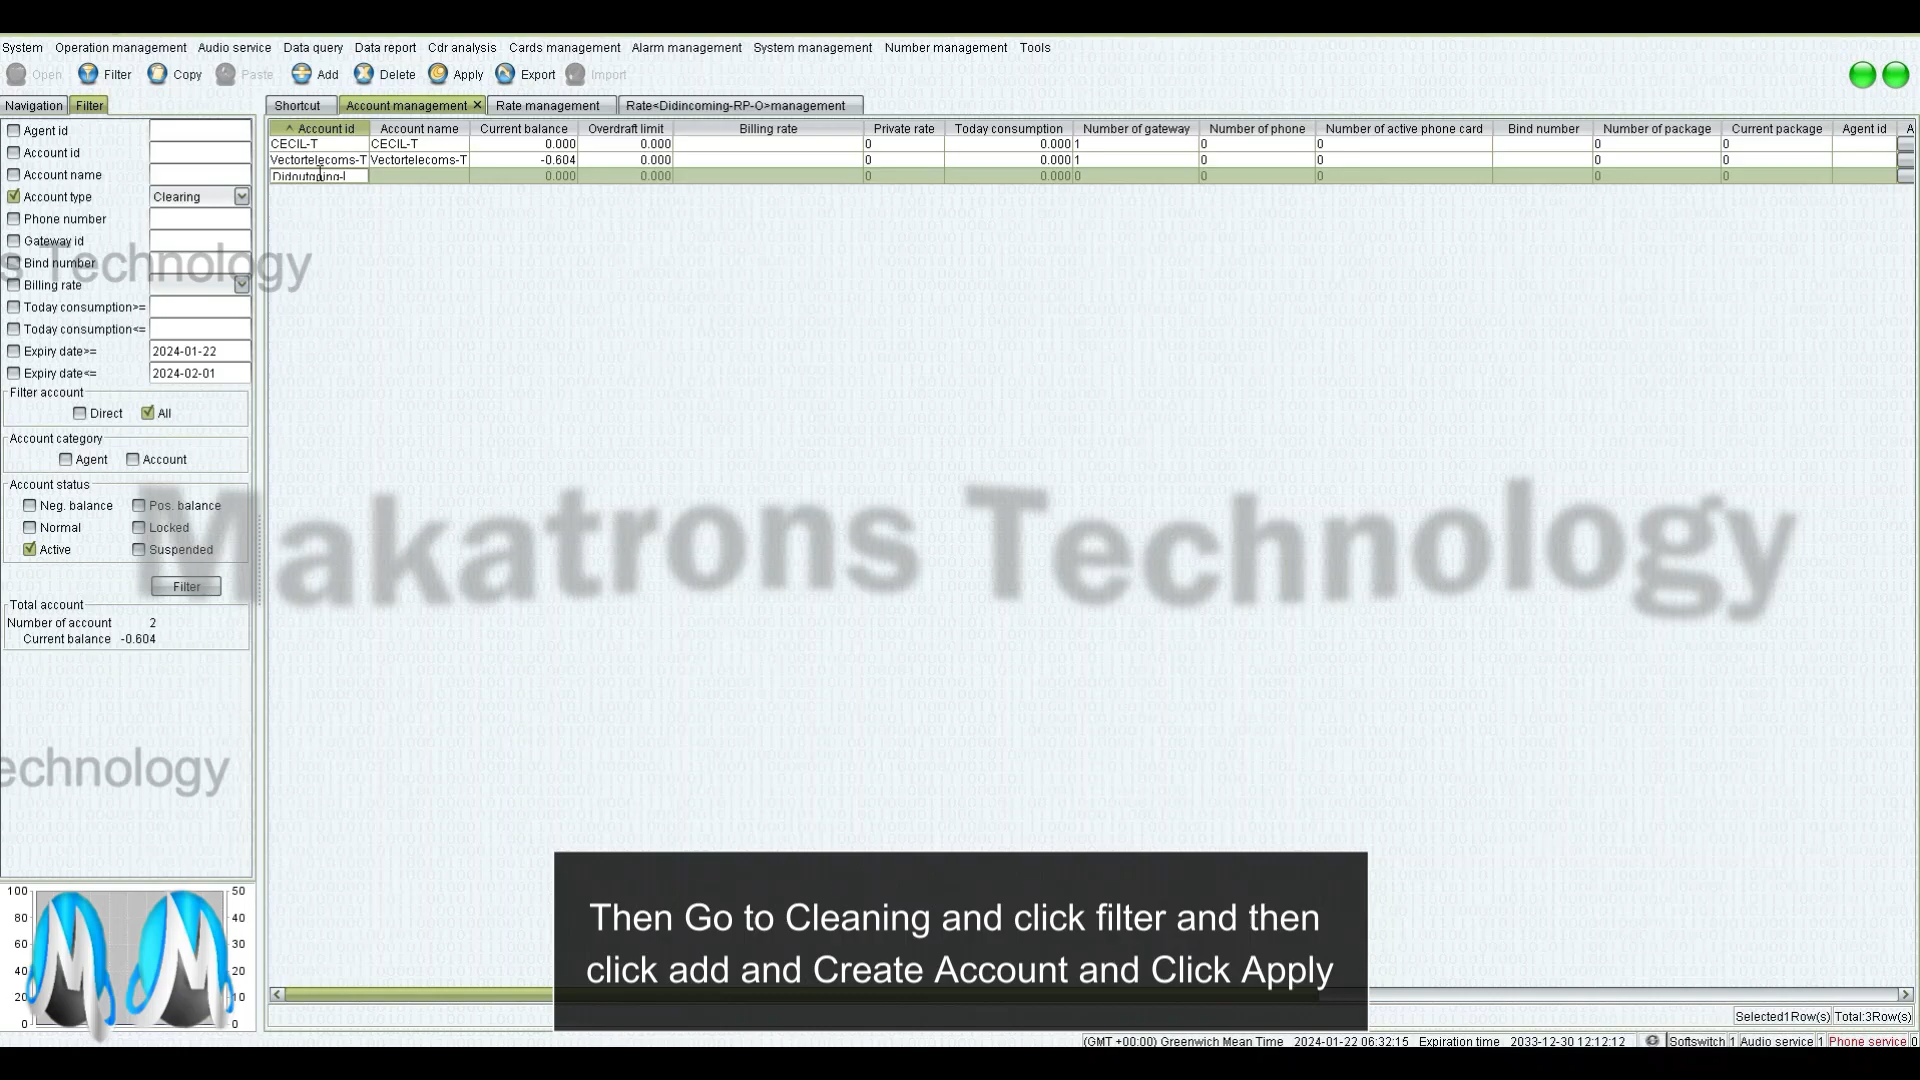 System Operation management Audio service Data query Data report Cdr analysis Cards management Alarm management System management Number management Tools
Open Filter Copy Paste Add Delete Apply Export Import
Navigation Filter Shortcut Account management Rate management Rate<Didincoming-RP-O>management
^ Account id Account name Current balance Overdraft limit Billing rate Private rate Today consumption Number of gateway Number of phone Number of active phone card Bind number Number of package Current package Agent id A
CECIL-T CECIL-T 0.000 0.000 0 0.000 1 0 0 0 0
Vectortelecoms-T Vectortelecoms-T -0.604 0.000 0 0.000 1 0 0 0 0
0.000 0.000 0 0.000 0 0 0 0 0
Agent id
Account id
Account name
Account type Clearing
Phone number
Gateway id
Bind number
s Technology
Billing rate
Today consumption>=
Today consumption<=
Expiry date>= 2024-01-22
Expiry date<= 2024-02-01
Filter account
Direct All
Account category
Agent Account
Account status
Neg. balance Pos. balance
Normal Locked
Active Suspended
Makatrons Technology
Filter
Total account
Number of account 2
Current balance -0.604
echnology
100 50
80 40
60 30
40 20
20 10
0 0
Then Go to Cleaning and click filter and then
click add and Create Account and Click Apply
Selected1Row(s) Total:3Row(s)
(GMT +00:00) Greenwich Mean Time 2024-01-22 06:32:15 Expiration time 2033-12-30 12:12:12 Softswitch 1 Audio service 1 Phone service 0